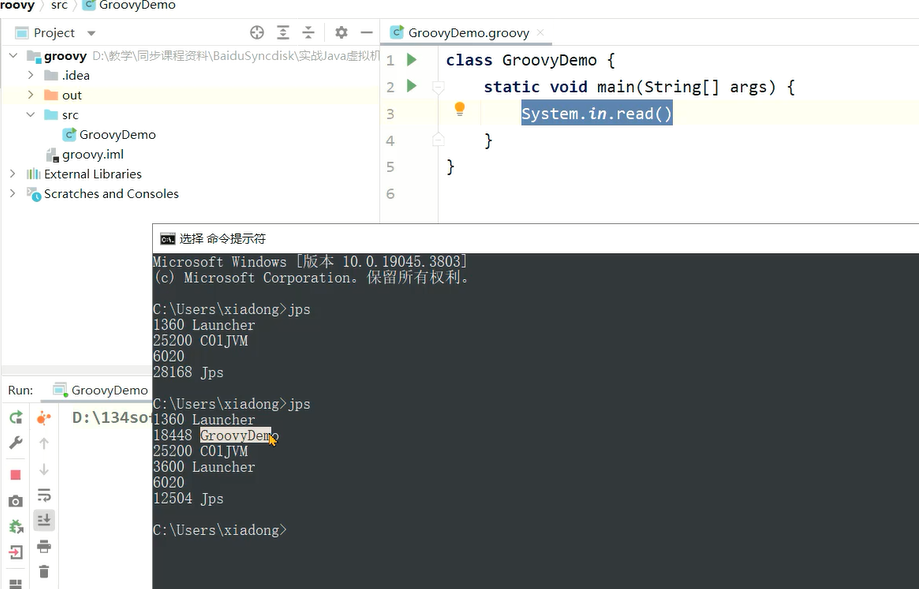 roovy src GroovyDemo
Project
GroovyDemo.groovy
groovy D:\教学\同步课程资料\BaiduSyncdisk\实战Java虚拟机
.idea
out
src
GroovyDemo
groovy.iml
External Libraries
Scratches and Consoles
1 class GroovyDemo {
2 static void main(String[] args) {
3 System.in.read()
4 }
5 }
6
选择 命令提示符
Microsoft Windows [版本 10.0.19045.3803]
(c) Microsoft Corporation。保留所有权利。
C:\Users\xiadong>jps
1360 Launcher
25200 C01JVM
6020
28168 Jps
C:\Users\xiadong>jps
1360 Launcher
18448 GroovyDemo
25200 C01JVM
3600 Launcher
6020
12504 Jps
C:\Users\xiadong>
Run: GroovyDemo
D:\134so